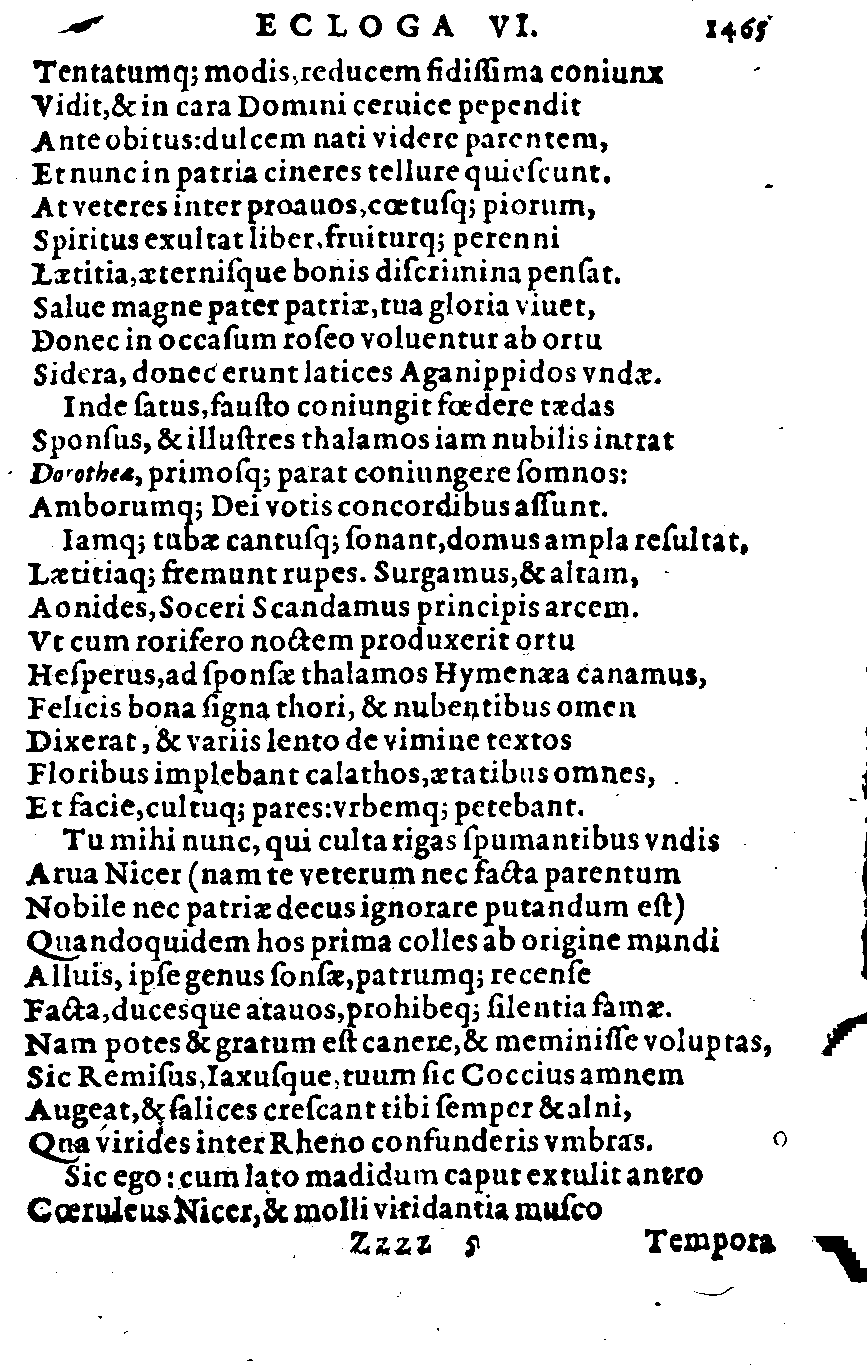 ECLOGA VI. 1465
Tentatumq; modis, reducem fidiſſima coniunx
Vidit, & in cara Domini ceruice pependit
Ante obitus: dulcem nati videre parentem,
Et nunc in patria cineres tellure quieſcunt.
At veteres inter proauos, cœtuſq; piorum,
Spiritus exultat liber, fruiturq; perenni
Lætitia, æterniſque bonis diſcrimina penſat.
Salue magne pater patriæ, tua gloria viuet,
Donec in occaſum roſeo voluentur ab ortu
Sidera, donec erunt latices Aganippidos vndæ.
Inde ſatus, fauſto coniungit fœdere tædas
Sponſus, & illuſtres thalamos iam nubilis intrat
Dorothea, primoſq; parat coniungere ſomnos:
Amborumq; Dei votis concordibus aſſunt.
Iamq; tubæ cantuſq; ſonant, domus ampla reſultat,
Lætitiaq; fremunt rupes. Surgamus, & altam,
Aonides, Soceri Scandamus principis arcem.
Vt cum rorifero noctem produxerit ortu
Heſperus, ad ſponſæ thalamos Hymenæa canamus,
Felicis bona ſigna thori, & nubentibus omen
Dixerat, & variis lento de vimine textos
Floribus implebant calathos, ætatibus omnes,
Et facie, cultuq; pares: vrbemq; petebant.
Tu mihi nunc, qui culta rigas ſpumantibus vndis
Arua Nicer (nam te veterum nec facta parentum
Nobile nec patriæ decus ignorare putandum eſt)
Quandoquidem hos prima colles ab origine mundi
Alluis, ipſe genus ſonſæ, patrumq; recenſe
Facta, ducesque atauos, prohibeq; ſilentia famæ.
Nam potes & gratum eſt canere, & meminiſſe voluptas,
Sic Remiſus, Iaxuſque, tuum ſic Coccius amnem
Augeat, & ſalices creſcant tibi ſemper & alni,
Qua virides inter Rheno confunderis vmbras.
Sic ego: cum lato madidum caput extulit antro
Cœruleus Nicer, & molli viridantia muſco
Zzzz 5 Tempora